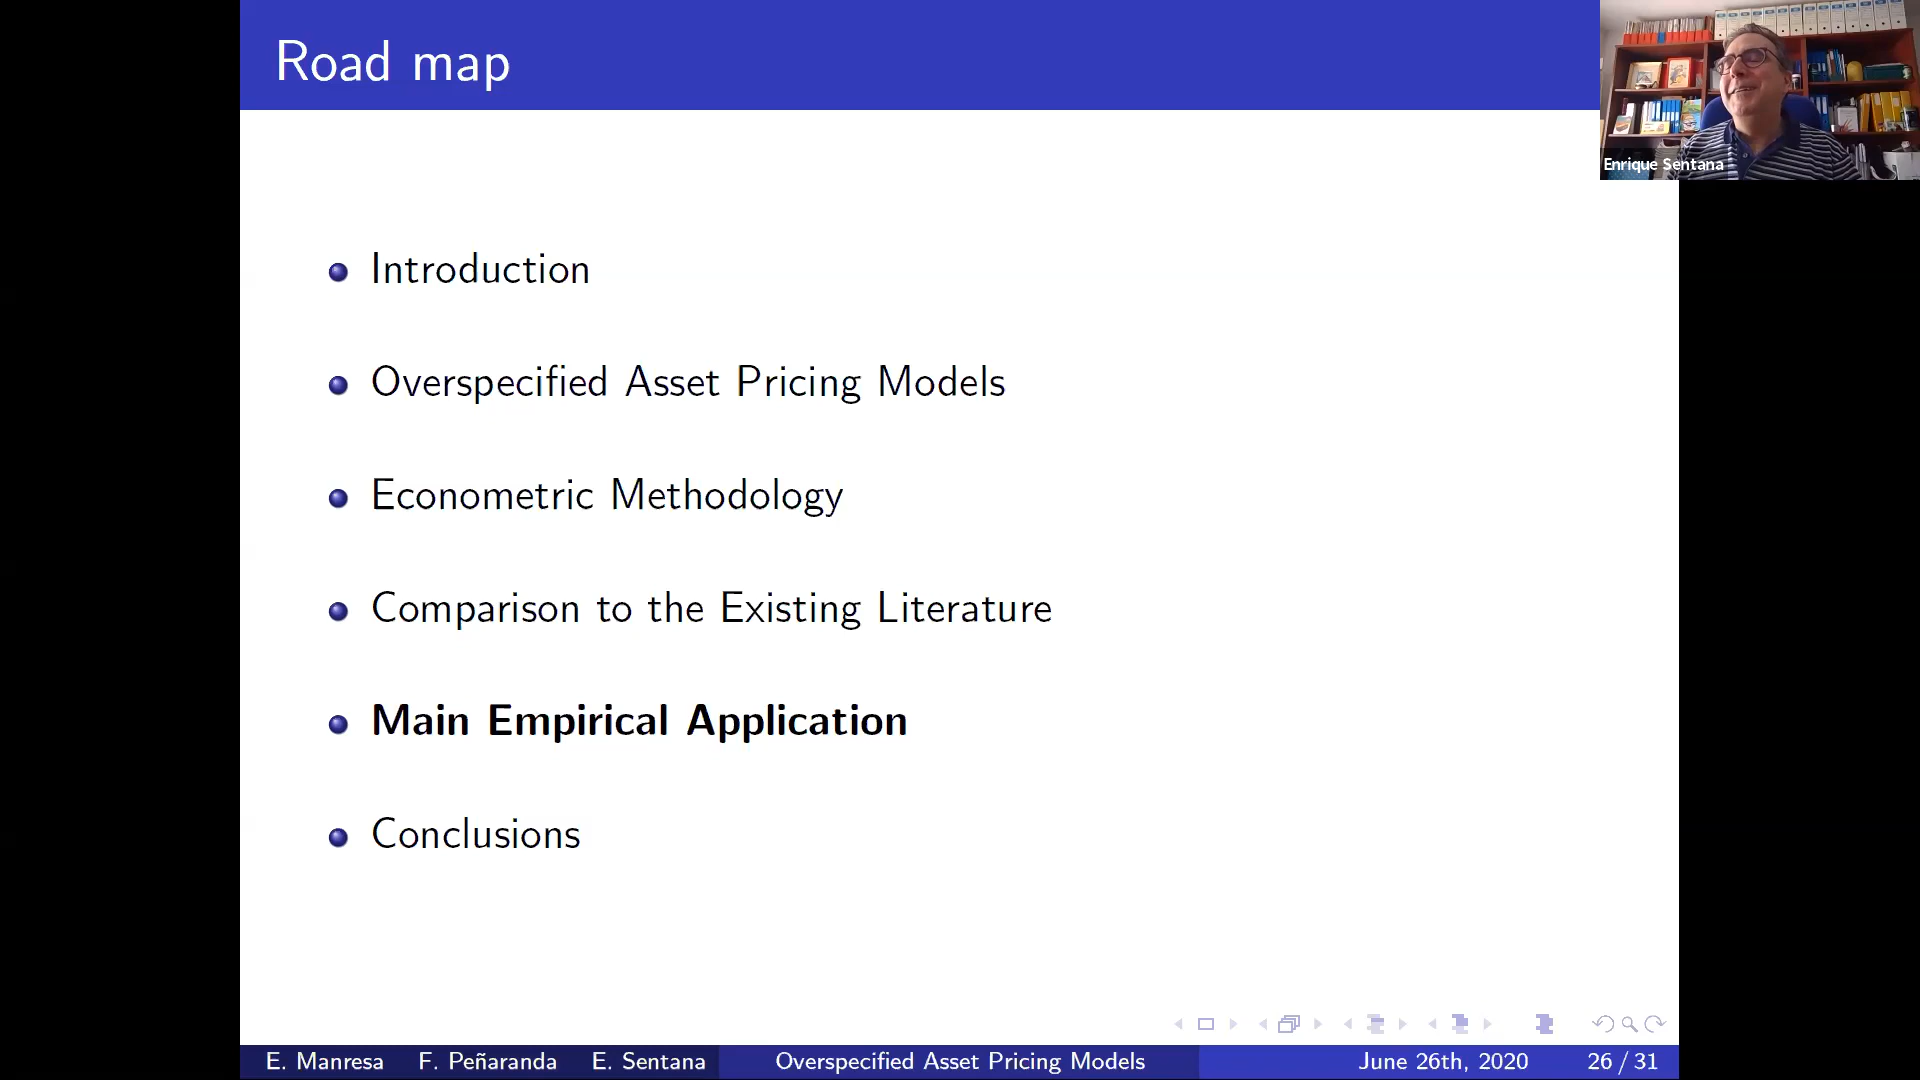 Road map
Enrique Sentana
Introduction
Overspecified Asset Pricing Models
Econometric Methodology
Comparison to the Existing Literature
Main Empirical Application
Conclusions
E. Manresa F. Peñaranda E. Sentana Overspecified Asset Pricing Models June 26th, 2020 26 / 31